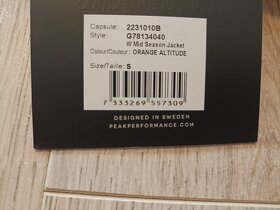 Capsule: 2231010B
Style: G78134040
W Mid Season Jacket
Colour/Couleur: ORANGE ALTITUDE
Size/Taille: S
7 333269 557309
DESIGNED IN SWEDEN
PEAKPERFORMANCE.COM